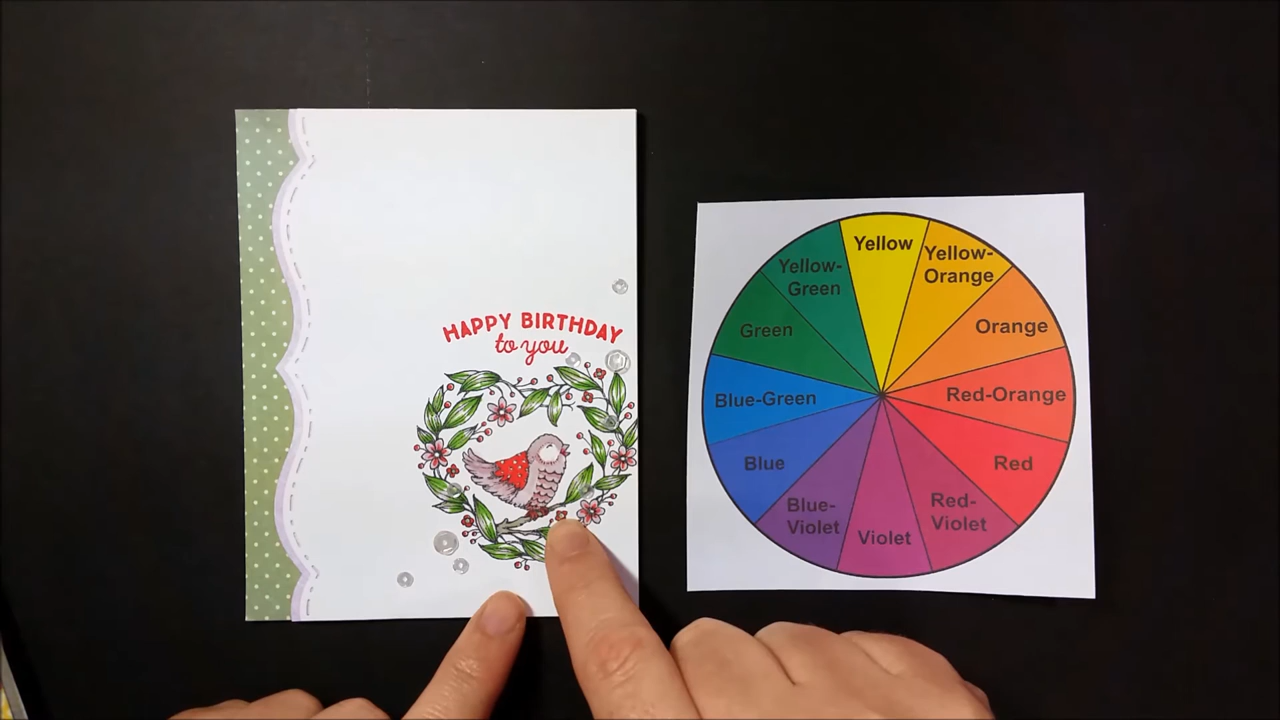 HAPPY BIRTHDAY
to you
Yellow
Yellow-
Orange
Orange
Red-Orange
Red
Red-
Violet
Violet
Blue-
Violet
Blue
Blue-Green
Green
Yellow-
Green